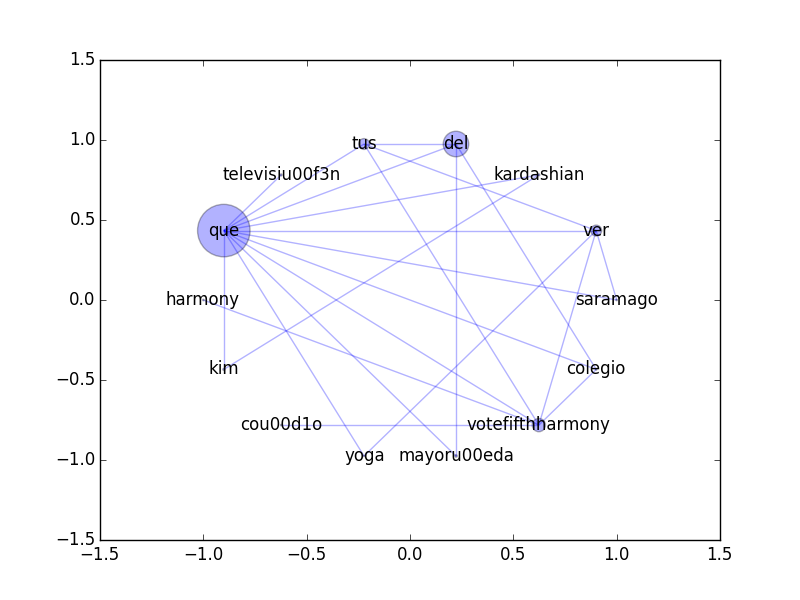 1.5
1.0
0.5
0.0
−0.5
−1.0
−1.5
tus
del
televisiu00f3n
kardashian
que
ver
harmony
saramago
kim
colegio
cou00d1o
votefifthharmony
yoga
mayoru00eda
−1.5
−1.0
−0.5
0.0
0.5
1.0
1.5